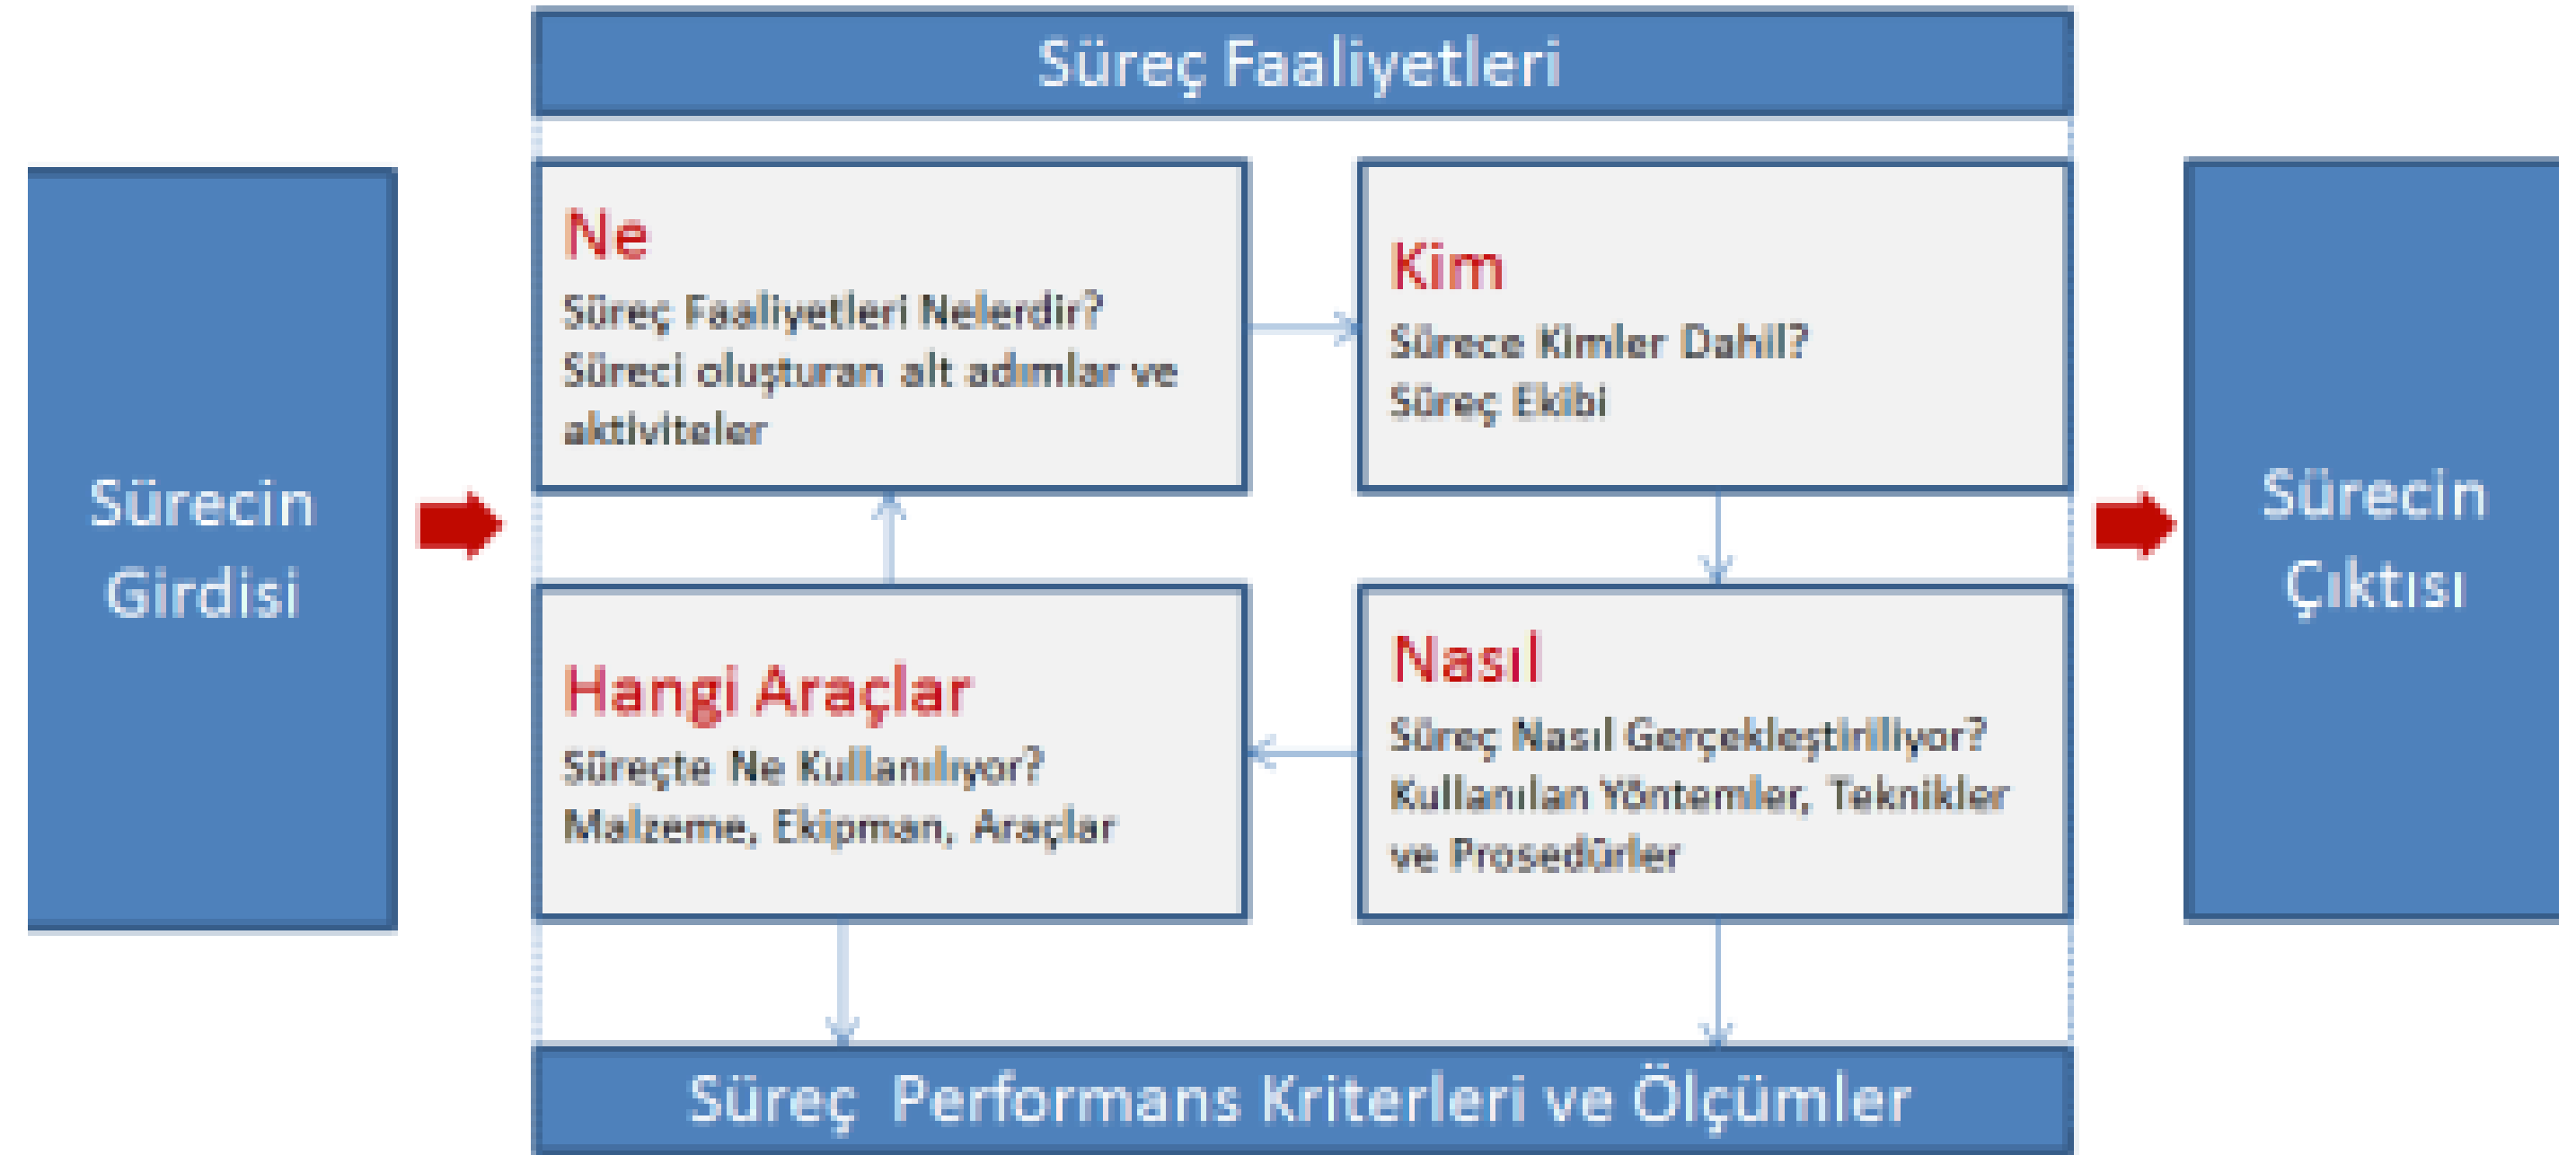 Süreç Faaliyetleri
Sürecin
Girdisi
Ne
Süreç Faaliyetleri Nelerdir?
Süreci oluşturan alt adımlar ve
aktiviteler
Kim
Sürece Kimler Dahil?
Süreç Ekibi
Hangi Araçlar
Süreçte Ne Kullanılıyor?
Malzeme, Ekipman, Araçlar
Nasıl
Süreç Nasıl Gerçekleştiriliyor?
Kullanılan Yöntemler, Teknikler
ve Prosedürler
Sürecin
Çıktısı
Süreç Performans Kriterleri ve Ölçümler